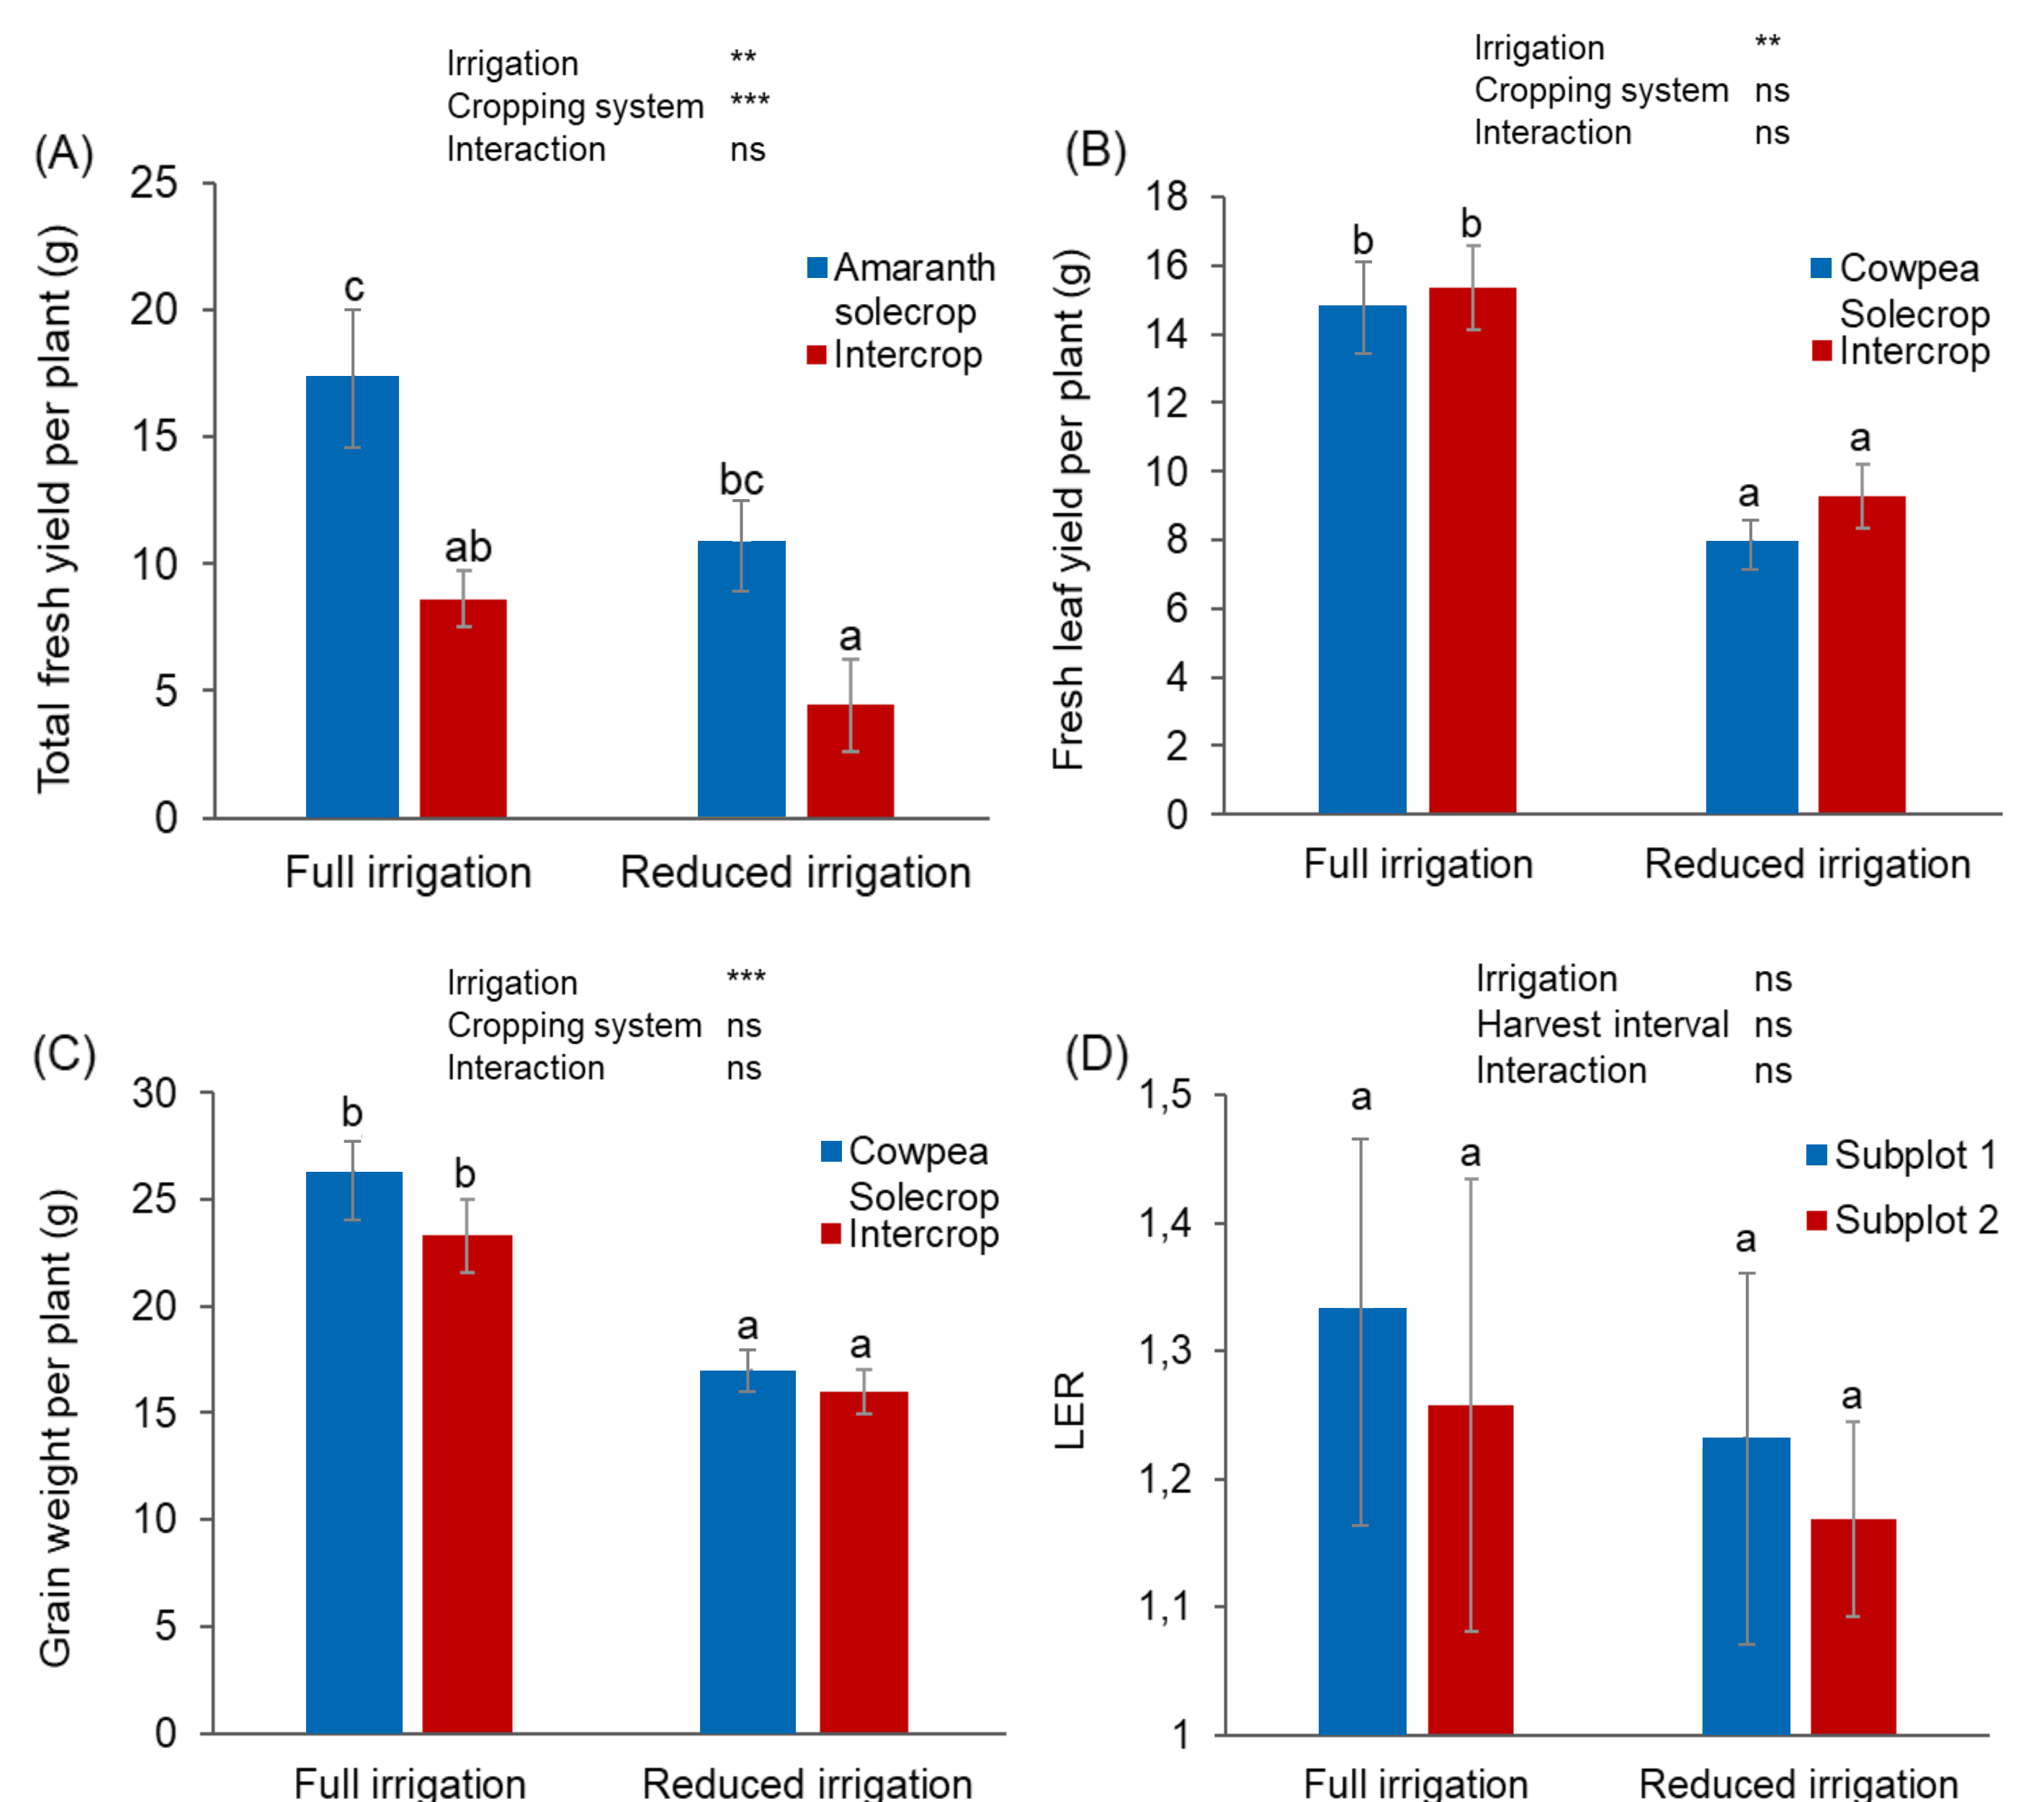 (A)
Irrigation **
Cropping system ***
Interaction ns
Total fresh yield per plant (g)
25
20
15
10
5
0
c
ab
bc
a
Amaranth
solecrop
Intercrop
Full irrigation Reduced irrigation
(B)
Irrigation **
Cropping system ns
Interaction ns
Fresh leaf yield per plant (g)
18
16
14
12
10
8
6
4
2
0
b
b
a
a
Cowpea
Solecrop
Intercrop
Full irrigation Reduced irrigation
(C)
Irrigation ***
Cropping system ns
Interaction ns
Grain weight per plant (g)
30
25
20
15
10
5
0
b
b
a
a
Cowpea
Solecrop
Intercrop
Full irrigation Reduced irrigation
(D)
Irrigation ns
Harvest interval ns
Interaction ns
LER
1,5
1,4
1,3
1,2
1,1
1
a
a
a
a
Subplot 1
Subplot 2
Full irrigation Reduced irrigation